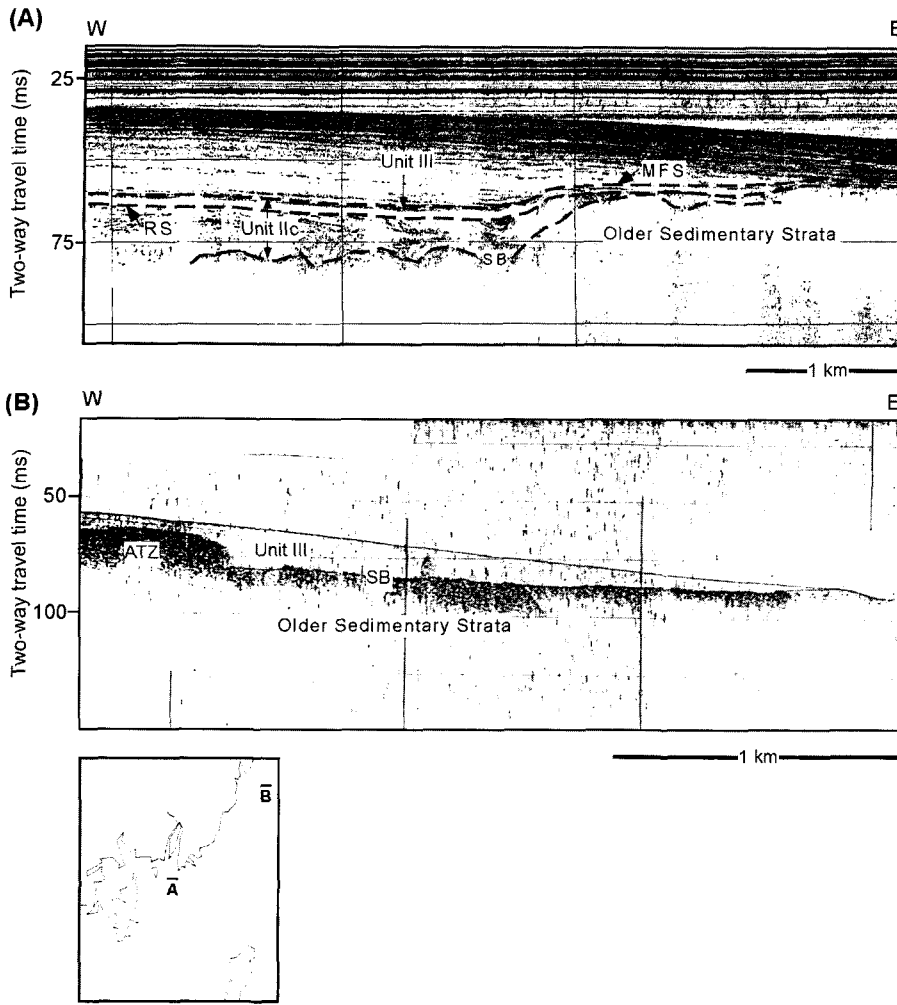 (A)
W E
Two-way travel time (ms)
25
75
Unit III
MFS
RS
Unit IIc
SB
Older Sedimentary Strata
1 km
(B)
W E
Two-way travel time (ms)
50
100
ATZ
Unit III
SB
Older Sedimentary Strata
1 km
B
A